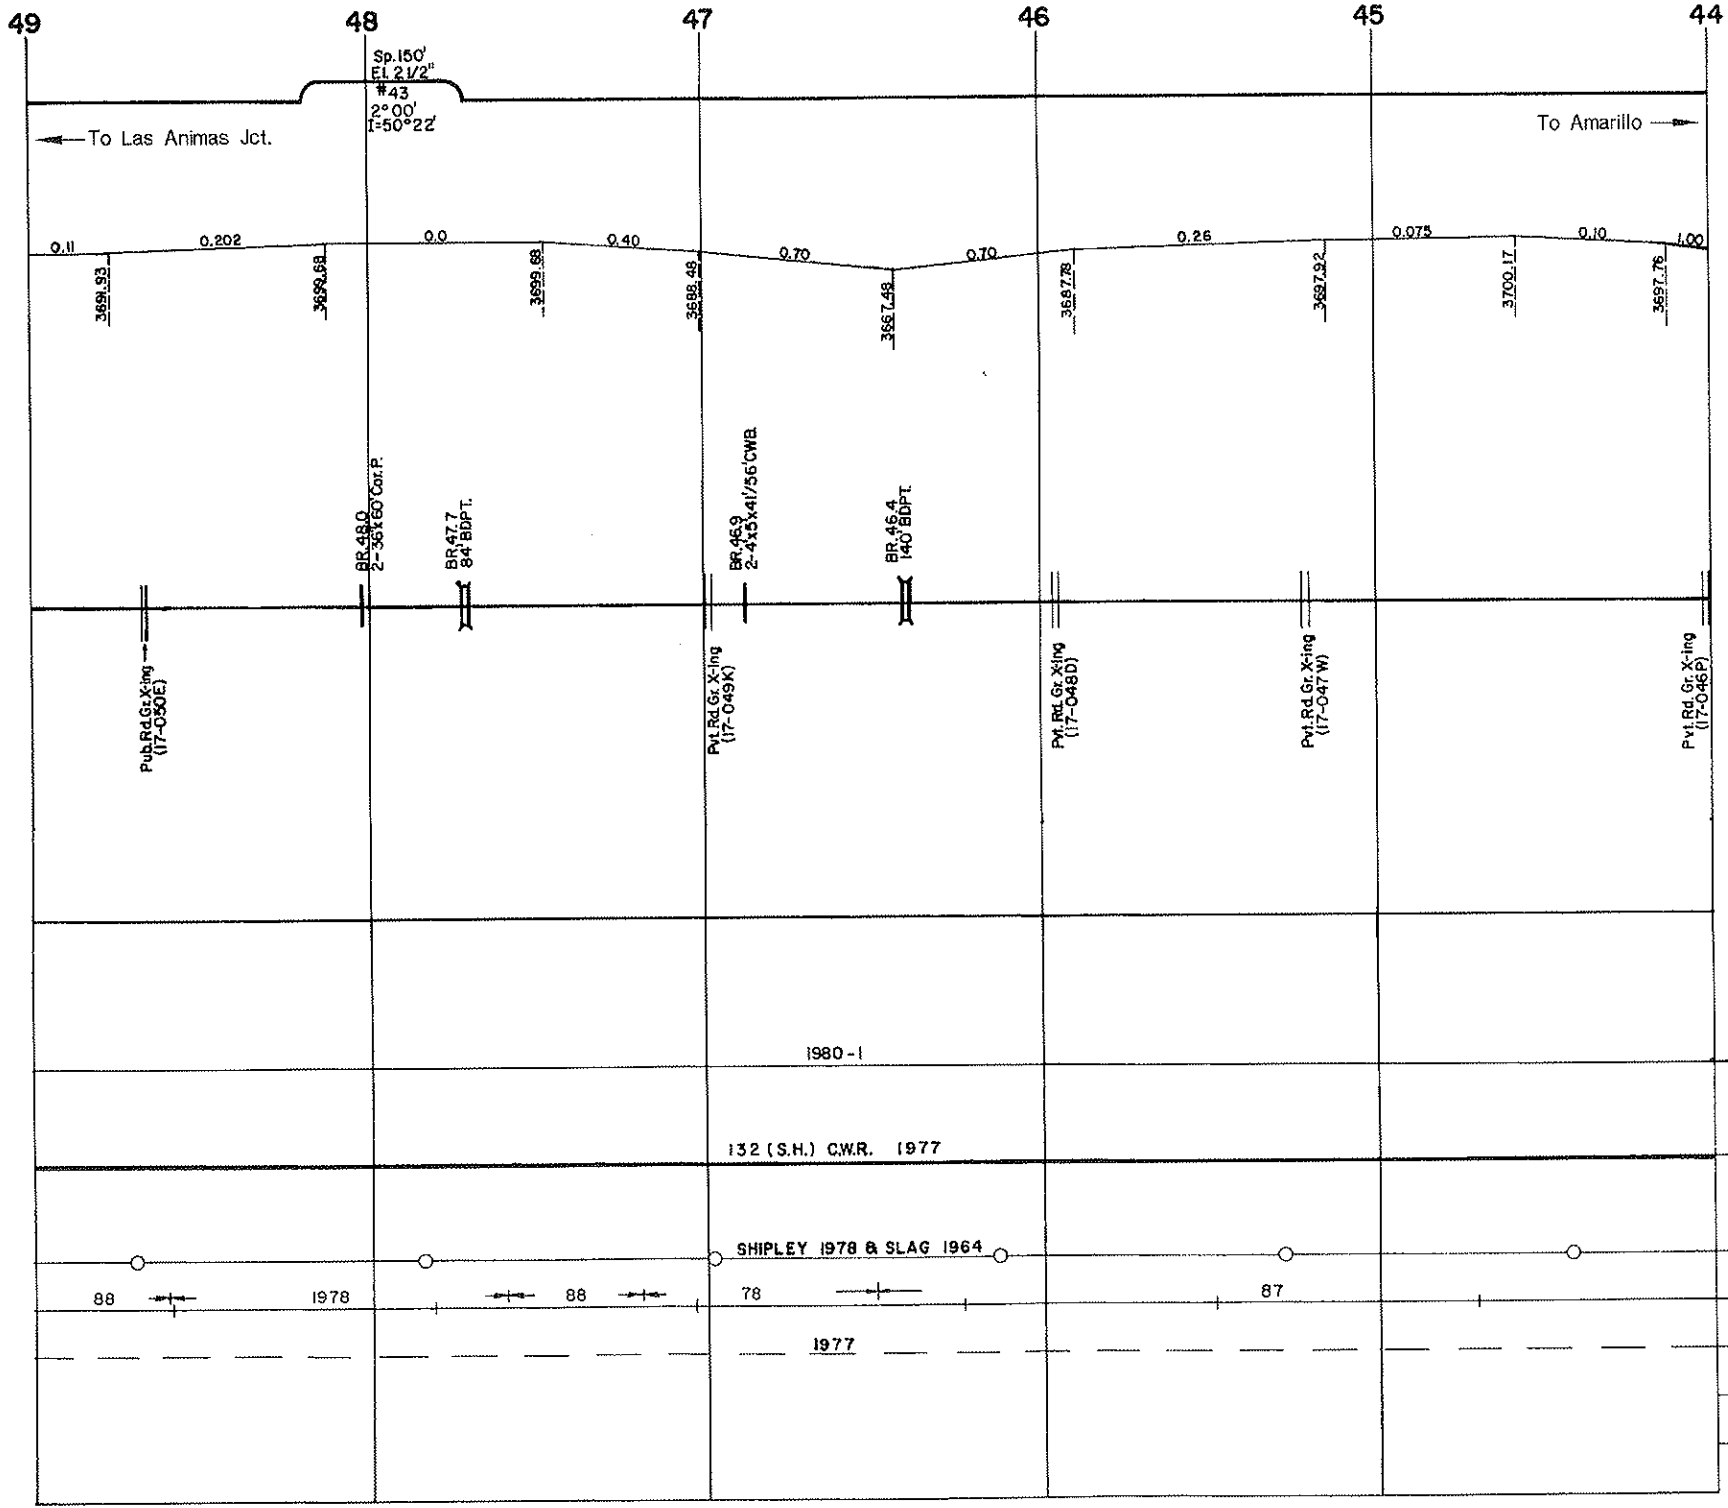 49 48 47 46 45 44
Sp.150'
El. 2 1/2"
#43
2°00'
I=50°22'
To Las Animas Jct.
To Amarillo
0.11 0.202 0.0 0.40 0.70 0.70 0.26 0.075 0.10 1.00
3691.93 3699.68 3699.68 3688.48 3667.48 3687.78 3697.92 3700.17 3697.76
BR.48.0
2-36"x60'Cor.P.
BR.47.7
84' BDPT.
BR.46.9
2-4'x5'x41'/56'CWB.
BR.46.4
140' BDPT.
Pub.Rd.Gr.X-ing
(17-050E)
Pvt.Rd.Gr. X-ing
(17-049K)
Pvt.Rd.Gr. X-ing
(17-048D)
Pvt.Rd.Gr. X-ing
(17-047W)
Pvt.Rd.Gr. X-ing
(17-046P)
1980-1
132 (S.H.) C.W.R. 1977
SHIPLEY 1978 & SLAG 1964
88 1978 88 78 87
1977